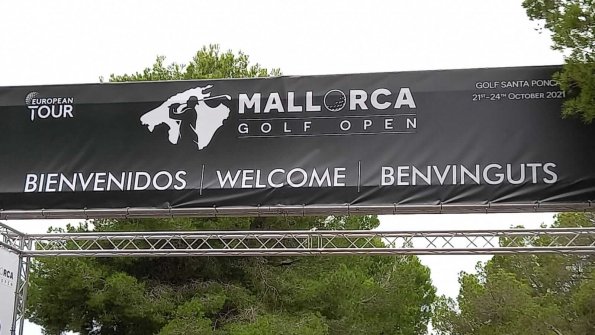 EUROPEAN
TOUR
MALLORCA
GOLF OPEN
GOLF SANTA PONÇA
21ST-24TH OCTOBER 2021
BIENVENIDOS | WELCOME | BENVINGUTS